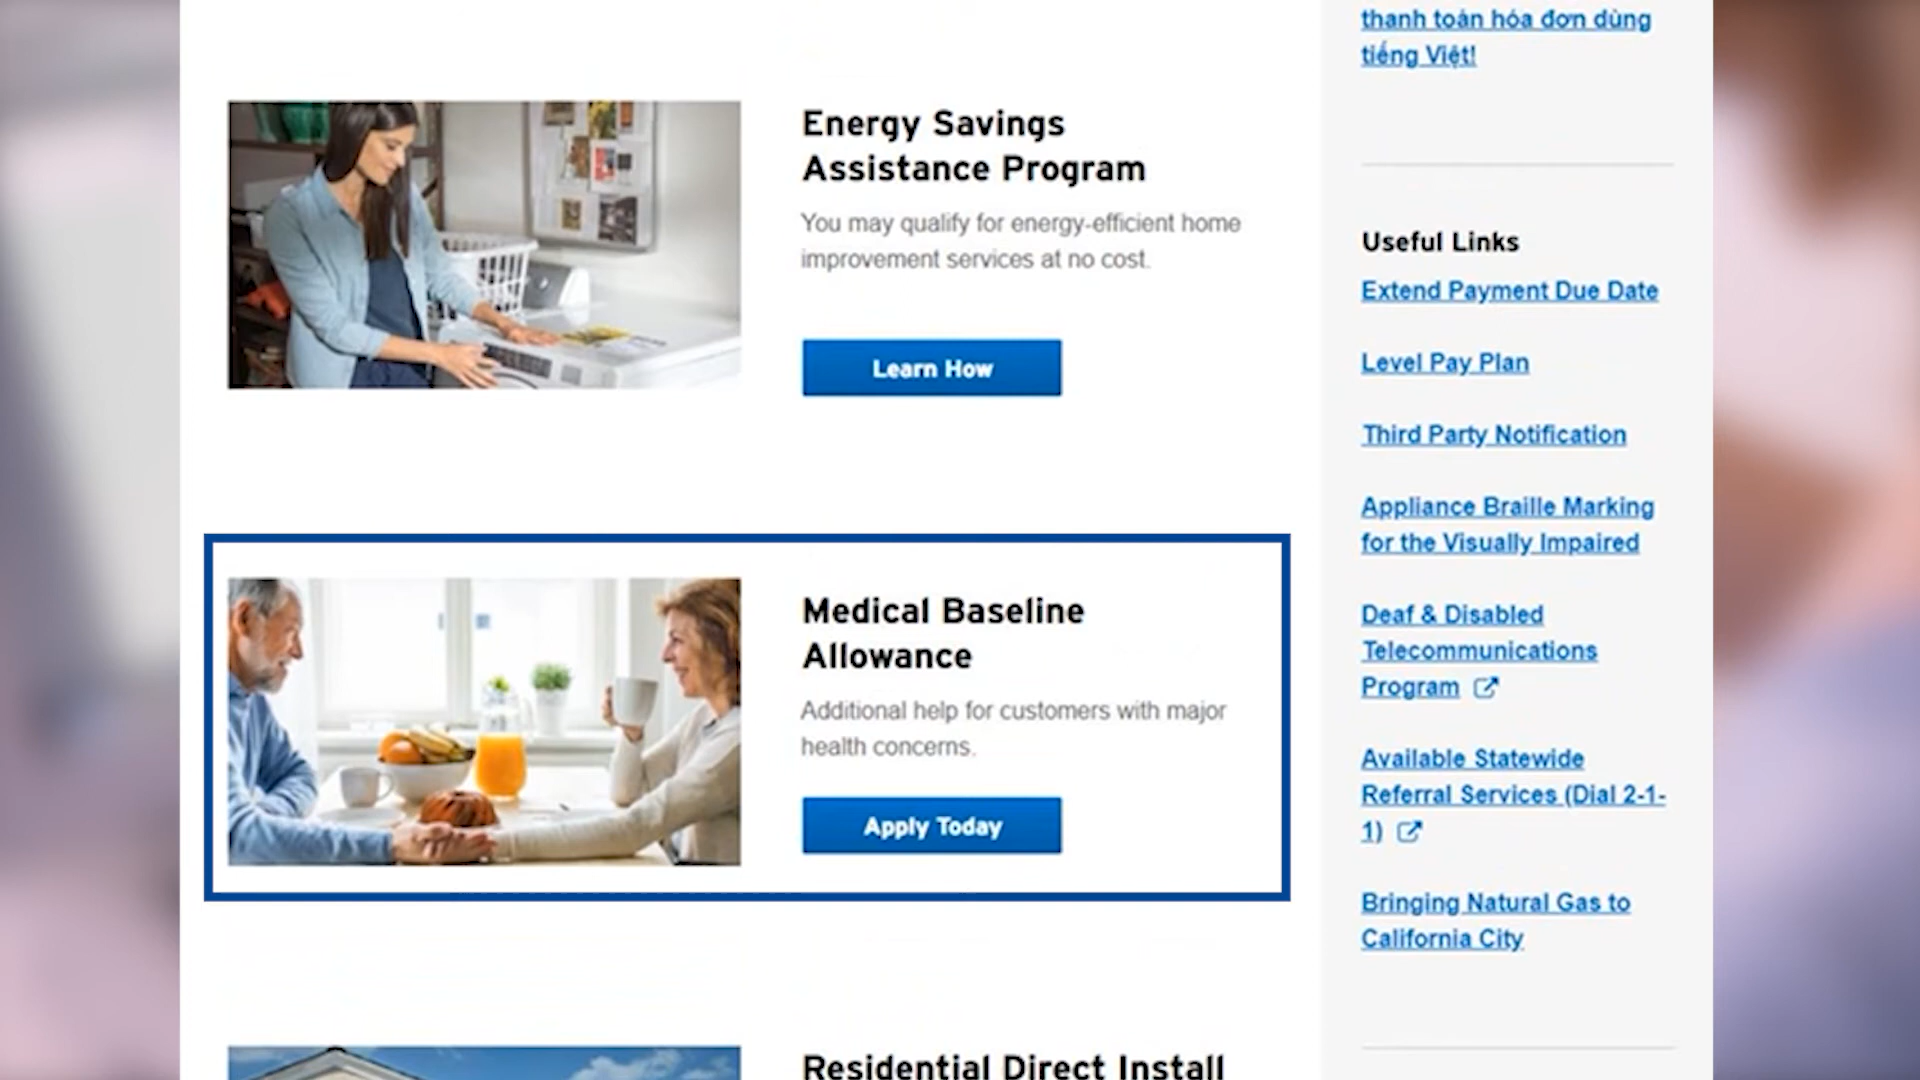 Energy Savings
Assistance Program
You may qualify for energy-efficient home
improvement services at no cost.
Learn How
Medical Baseline
Allowance
Additional help for customers with major
health concerns.
Apply Today
Residential Direct Install
thanh toán hóa đơn dùng
tiếng Việt!
Useful Links
Extend Payment Due Date
Level Pay Plan
Third Party Notification
Appliance Braille Marking
for the Visually Impaired
Deaf & Disabled
Telecommunications
Program
Available Statewide
Referral Services (Dial 2-1-
1)
Bringing Natural Gas to
California City